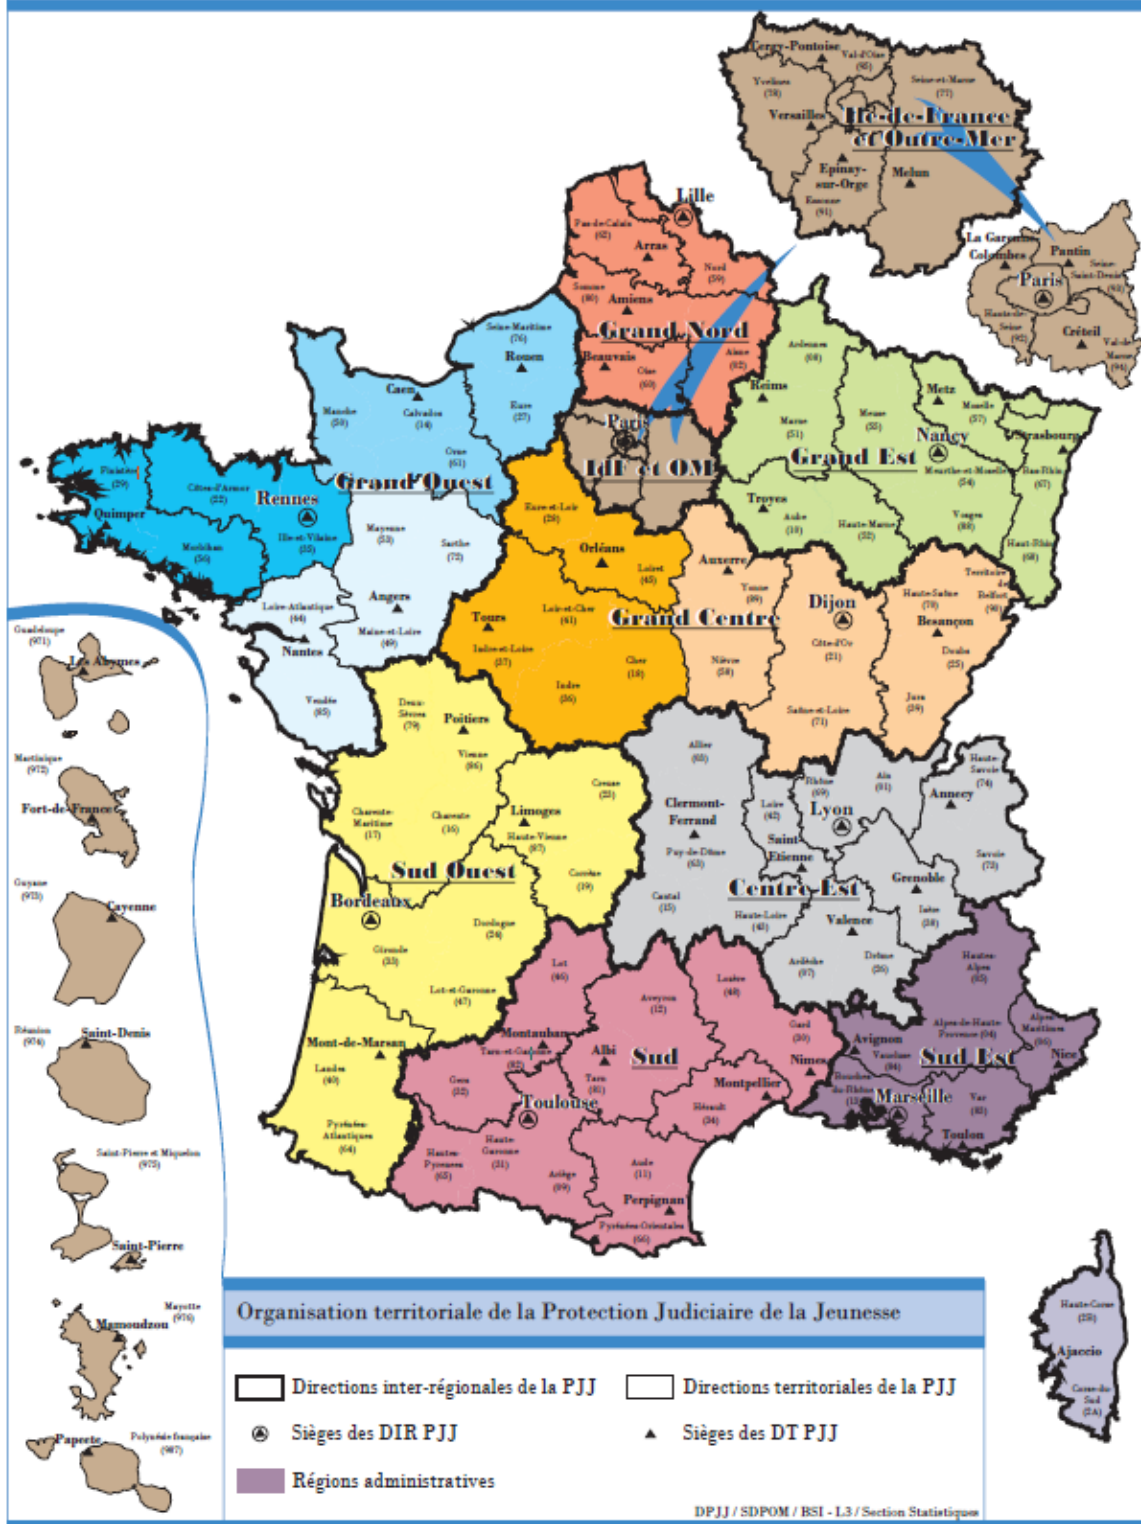 Cergy-Pontoise
Val-d'Oise
(95)
Yvelines
(78)
Seine-et-Marne
(77)
Versailles
Ile-de-France
et Outre-Mer
Epinay-
sur-Orge
Melun
Essonne
(91)
La Garenne
Colombes
Pantin
Seine-
Saint-Denis
(93)
Paris
Hauts-de-
Seine
(92)
Créteil
Val-de-
Marne
(94)
Lille
Pas-de-Calais
(62)
Arras
Nord
(59)
Somme
(80)
Amiens
Grand Nord
Beauvais
Oise
(60)
Aisne
(02)
Seine-Maritime
(76)
Rouen
Caen
Calvados
(14)
Eure
(27)
Manche
(50)
Orne
(61)
Grand Ouest
Paris
IdF et OM
Ardennes
(08)
Reims
Marne
(51)
Meuse
(55)
Metz
Moselle
(57)
Nancy
Strasbourg
Grand Est
Meurthe-et-Moselle
(54)
Bas-Rhin
(67)
Troyes
Aube
(10)
Haute-Marne
(52)
Vosges
(88)
Haut-Rhin
(68)
Finistère
(29)
Côtes-d'Armor
(22)
Rennes
Quimper
Morbihan
(56)
Ille-et-Vilaine
(35)
Mayenne
(53)
Sarthe
(72)
Loire-Atlantique
(44)
Angers
Maine-et-Loire
(49)
Nantes
Vendée
(85)
Eure-et-Loir
(28)
Orléans
Loiret
(45)
Tours
Loir-et-Cher
(41)
Grand Centre
Indre-et-Loire
(37)
Cher
(18)
Indre
(36)
Auxerre
Yonne
(89)
Dijon
Côte-d'Or
(21)
Nièvre
(58)
Saône-et-Loire
(71)
Haute-Saône
(70)
Territoire
de
Belfort
(90)
Besançon
Doubs
(25)
Jura
(39)
Deux-
Sèvres
(79)
Poitiers
Vienne
(86)
Charente-
Maritime
(17)
Charente
(16)
Limoges
Haute-Vienne
(87)
Creuse
(23)
Corrèze
(19)
Sud Ouest
Bordeaux
Dordogne
(24)
Gironde
(33)
Lot-et-Garonne
(47)
Mont-de-Marsan
Landes
(40)
Pyrénées-
Atlantiques
(64)
Allier
(03)
Clermont-
Ferrand
Puy-de-Dôme
(63)
Loire
(42)
Rhône
(69)
Ain
(01)
Lyon
Haute-
Savoie
(74)
Annecy
Savoie
(73)
Saint-
Etienne
Grenoble
Centre Est
Cantal
(15)
Haute-Loire
(43)
Valence
Isère
(38)
Ardèche
(07)
Drôme
(26)
Lot
(46)
Aveyron
(12)
Lozère
(48)
Gard
(30)
Montauban
Tarn-et-Garonne
(82)
Albi
Tarn
(81)
Sud
Nimes
Montpellier
Hérault
(34)
Gers
(32)
Toulouse
Haute-
Garonne
(31)
Hautes-
Pyrenees
(65)
Ariège
(09)
Aude
(11)
Perpignan
Pyrénées-Orientales
(66)
Hautes-
Alpes
(05)
Alpes-de-Haute-
Provence (04)
Alpes
Maritimes
(06)
Avignon
Vaucluse
(84)
Sud Est
Nice
Bouches-
du-Rhône
(13)
Marseille
Var
(83)
Toulon
Haute-Corse
(2B)
Ajaccio
Corse-du-
Sud
(2A)
Guadeloupe
(971)
Les Abymes
Martinique
(972)
Fort-de-France
Guyane
(973)
Cayenne
Réunion
(974)
Saint-Denis
Saint-Pierre et Miquelon
(975)
Saint-Pierre
Mayotte
(976)
Mamoudzou
Papeete
Polynésie française
(987)
Organisation territoriale de la Protection Judiciaire de la Jeunesse
Directions inter-régionales de la PJJ
Directions territoriales de la PJJ
Sièges des DIR PJJ
Sièges des DT PJJ
Régions administratives
DPJJ / SDPOM / BSI - L3 / Section Statistiques